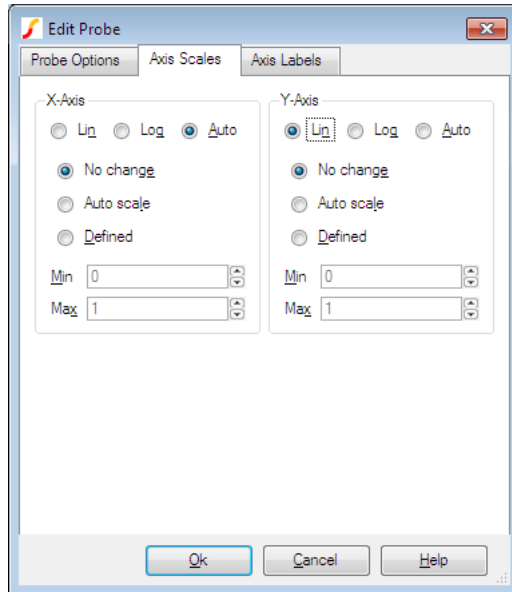 Edit Probe
Probe Options Axis Scales Axis Labels
X-Axis
Lin Log Auto
No change
Auto scale
Defined
Min 0
Max 1
Y-Axis
Lin Log Auto
No change
Auto scale
Defined
Min 0
Max 1
Ok Cancel Help